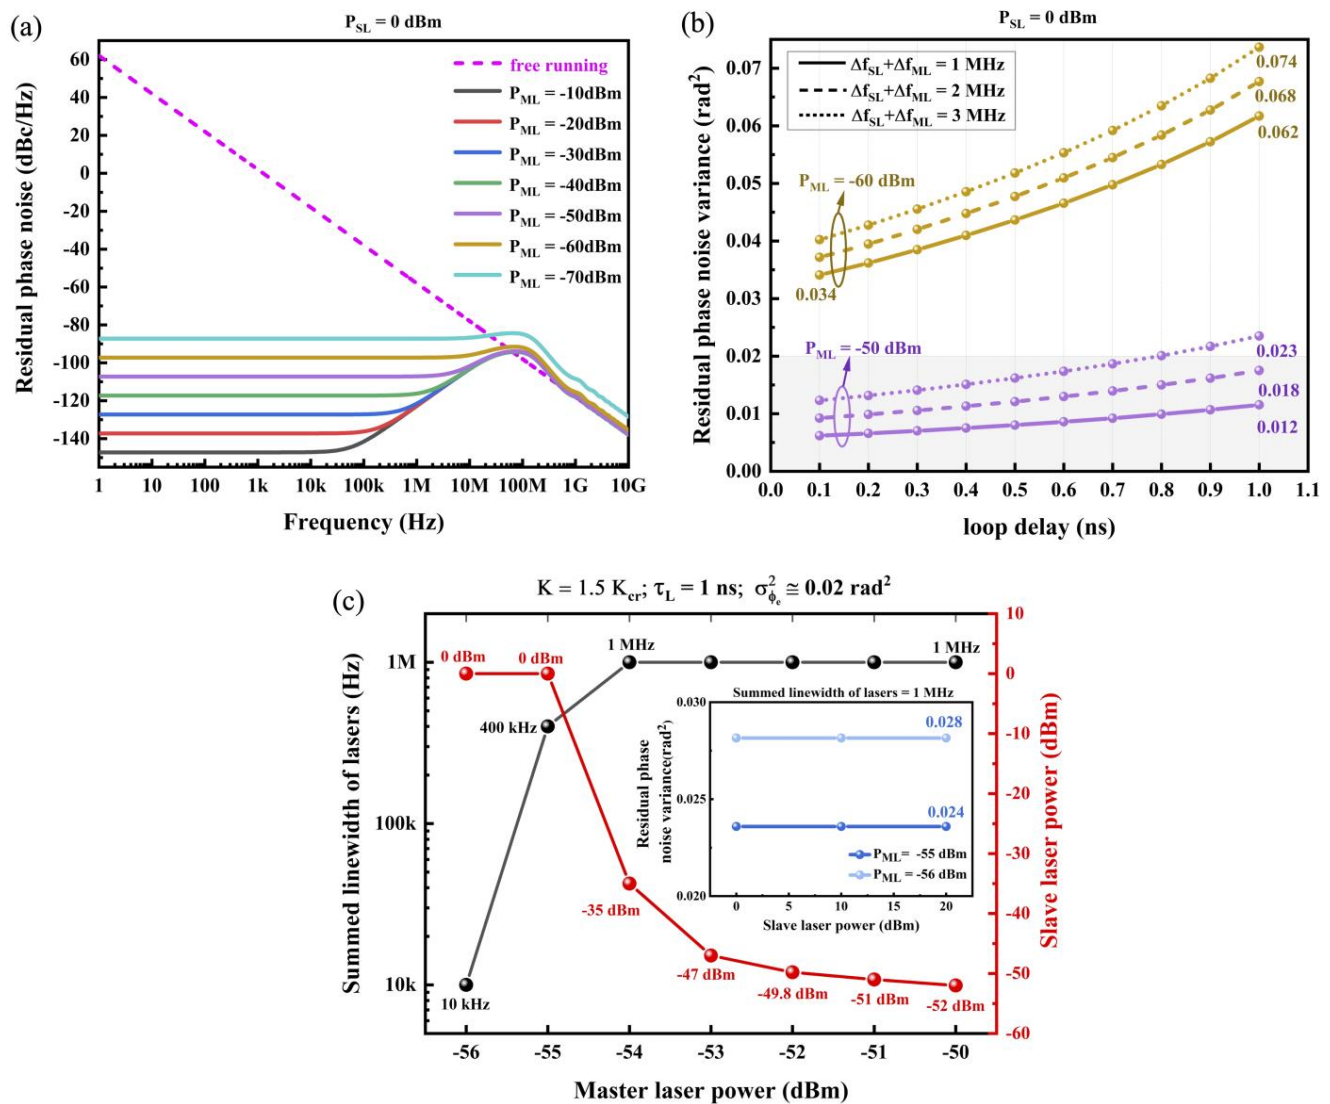 (a)
P_SL = 0 dBm
Residual phase noise (dBc/Hz)
60
40
20
0
-20
-40
-60
-80
-100
-120
-140
free running
P_ML = -10dBm
P_ML = -20dBm
P_ML = -30dBm
P_ML = -40dBm
P_ML = -50dBm
P_ML = -60dBm
P_ML = -70dBm
1 10 100 1k 10k 100k 1M 10M 100M 1G 10G
Frequency (Hz)
(b)
P_SL = 0 dBm
Residual phase noise variance (rad²)
0.07
0.06
0.05
0.04
0.03
0.02
0.01
0.00
Δf_SL+Δf_ML = 1 MHz
Δf_SL+Δf_ML = 2 MHz
Δf_SL+Δf_ML = 3 MHz
0.074
0.068
0.062
P_ML = -60 dBm
0.034
P_ML = -50 dBm
0.023
0.018
0.012
0.0 0.1 0.2 0.3 0.4 0.5 0.6 0.7 0.8 0.9 1.0 1.1
loop delay (ns)
(c)
K = 1.5 K_cr; τ_L = 1 ns; σ²_ϕe ≅ 0.02 rad²
Summed linewidth of lasers (Hz)
1M
100k
10k
0 dBm
0 dBm
1 MHz
1 MHz
400 kHz
10 kHz
-35 dBm
-47 dBm
-49.8 dBm
-51 dBm
-52 dBm
Summed linewidth of lasers = 1 MHz
Residual phase
noise variance(rad²)
0.030
0.025
0.020
0.028
0.024
P_ML= -55 dBm
P_ML= -56 dBm
0 5 10 15 20
Slave laser power (dBm)
10
0
-10
-20
-30
-40
-50
-60
Slave laser power (dBm)
-56 -55 -54 -53 -52 -51 -50
Master laser power (dBm)